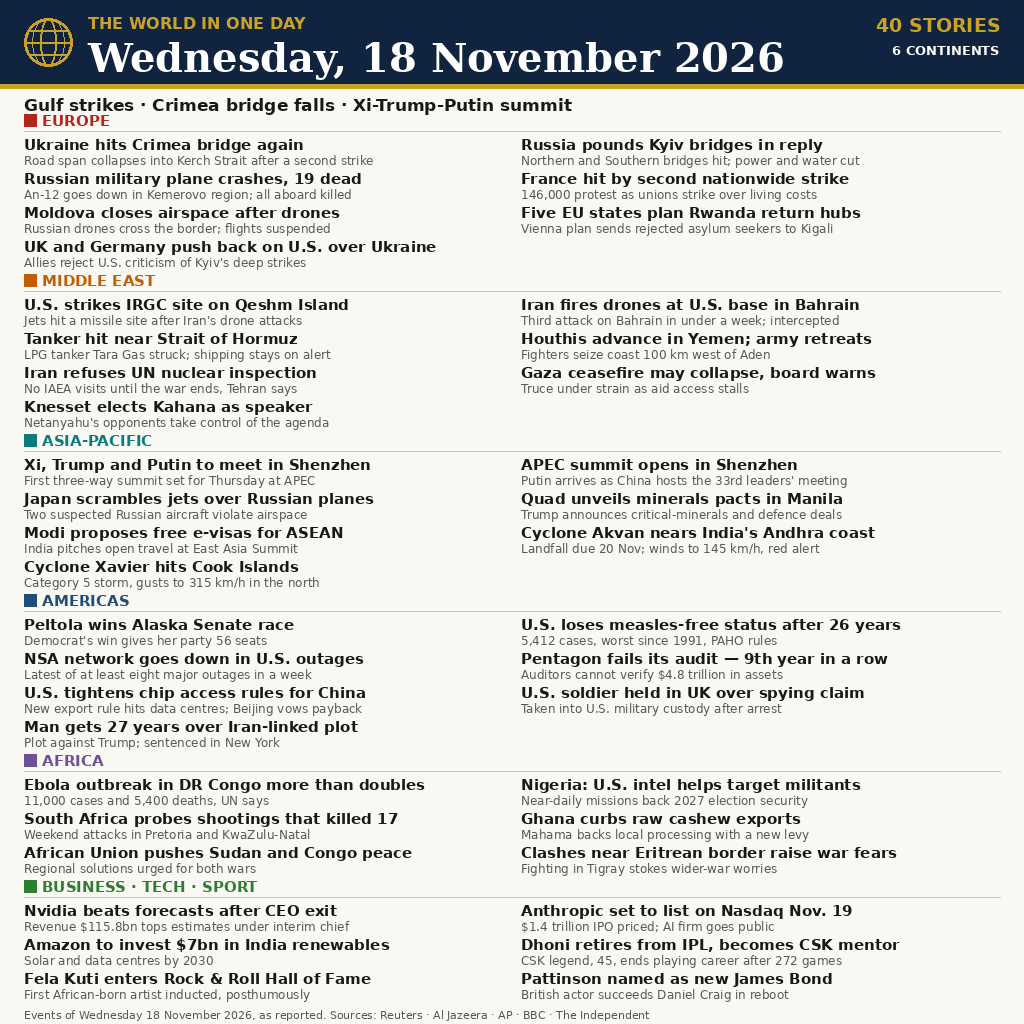 THE WORLD IN ONE DAY
Wednesday, 18 November 2026
40 STORIES
6 CONTINENTS
Gulf strikes · Crimea bridge falls · Xi-Trump-Putin summit
EUROPE
Ukraine hits Crimea bridge again
Road span collapses into Kerch Strait after a second strike
Russia pounds Kyiv bridges in reply
Northern and Southern bridges hit; power and water cut
Russian military plane crashes, 19 dead
An-12 goes down in Kemerovo region; all aboard killed
France hit by second nationwide strike
146,000 protest as unions strike over living costs
Moldova closes airspace after drones
Russian drones cross the border; flights suspended
Five EU states plan Rwanda return hubs
Vienna plan sends rejected asylum seekers to Kigali
UK and Germany push back on U.S. over Ukraine
Allies reject U.S. criticism of Kyiv's deep strikes
MIDDLE EAST
U.S. strikes IRGC site on Qeshm Island
Jets hit a missile site after Iran's drone attacks
Iran fires drones at U.S. base in Bahrain
Third attack on Bahrain in under a week; intercepted
Tanker hit near Strait of Hormuz
LPG tanker Tara Gas struck; shipping stays on alert
Houthis advance in Yemen; army retreats
Fighters seize coast 100 km west of Aden
Iran refuses UN nuclear inspection
No IAEA visits until the war ends, Tehran says
Gaza ceasefire may collapse, board warns
Truce under strain as aid access stalls
Knesset elects Kahana as speaker
Netanyahu's opponents take control of the agenda
ASIA-PACIFIC
Xi, Trump and Putin to meet in Shenzhen
First three-way summit set for Thursday at APEC
APEC summit opens in Shenzhen
Putin arrives as China hosts the 33rd leaders' meeting
Japan scrambles jets over Russian planes
Two suspected Russian aircraft violate airspace
Quad unveils minerals pacts in Manila
Trump announces critical-minerals and defence deals
Modi proposes free e-visas for ASEAN
India pitches open travel at East Asia Summit
Cyclone Akvan nears India's Andhra coast
Landfall due 20 Nov; winds to 145 km/h, red alert
Cyclone Xavier hits Cook Islands
Category 5 storm, gusts to 315 km/h in the north
AMERICAS
Peltola wins Alaska Senate race
Democrat's win gives her party 56 seats
U.S. loses measles-free status after 26 years
5,412 cases, worst since 1991, PAHO rules
NSA network goes down in U.S. outages
Latest of at least eight major outages in a week
Pentagon fails its audit — 9th year in a row
Auditors cannot verify $4.8 trillion in assets
U.S. tightens chip access rules for China
New export rule hits data centres; Beijing vows payback
U.S. soldier held in UK over spying claim
Taken into U.S. military custody after arrest
Man gets 27 years over Iran-linked plot
Plot against Trump; sentenced in New York
AFRICA
Ebola outbreak in DR Congo more than doubles
11,000 cases and 5,400 deaths, UN says
Nigeria: U.S. intel helps target militants
Near-daily missions back 2027 election security
South Africa probes shootings that killed 17
Weekend attacks in Pretoria and KwaZulu-Natal
Ghana curbs raw cashew exports
Mahama backs local processing with a new levy
African Union pushes Sudan and Congo peace
Regional solutions urged for both wars
Clashes near Eritrean border raise war fears
Fighting in Tigray stokes wider-war worries
BUSINESS · TECH · SPORT
Nvidia beats forecasts after CEO exit
Revenue $115.8bn tops estimates under interim chief
Anthropic set to list on Nasdaq Nov. 19
$1.4 trillion IPO priced; AI firm goes public
Amazon to invest $7bn in India renewables
Solar and data centres by 2030
Dhoni retires from IPL, becomes CSK mentor
CSK legend, 45, ends playing career after 272 games
Fela Kuti enters Rock & Roll Hall of Fame
First African-born artist inducted, posthumously
Pattinson named as new James Bond
British actor succeeds Daniel Craig in reboot
Events of Wednesday 18 November 2026, as reported. Sources: Reuters · Al Jazeera · AP · BBC · The Independent